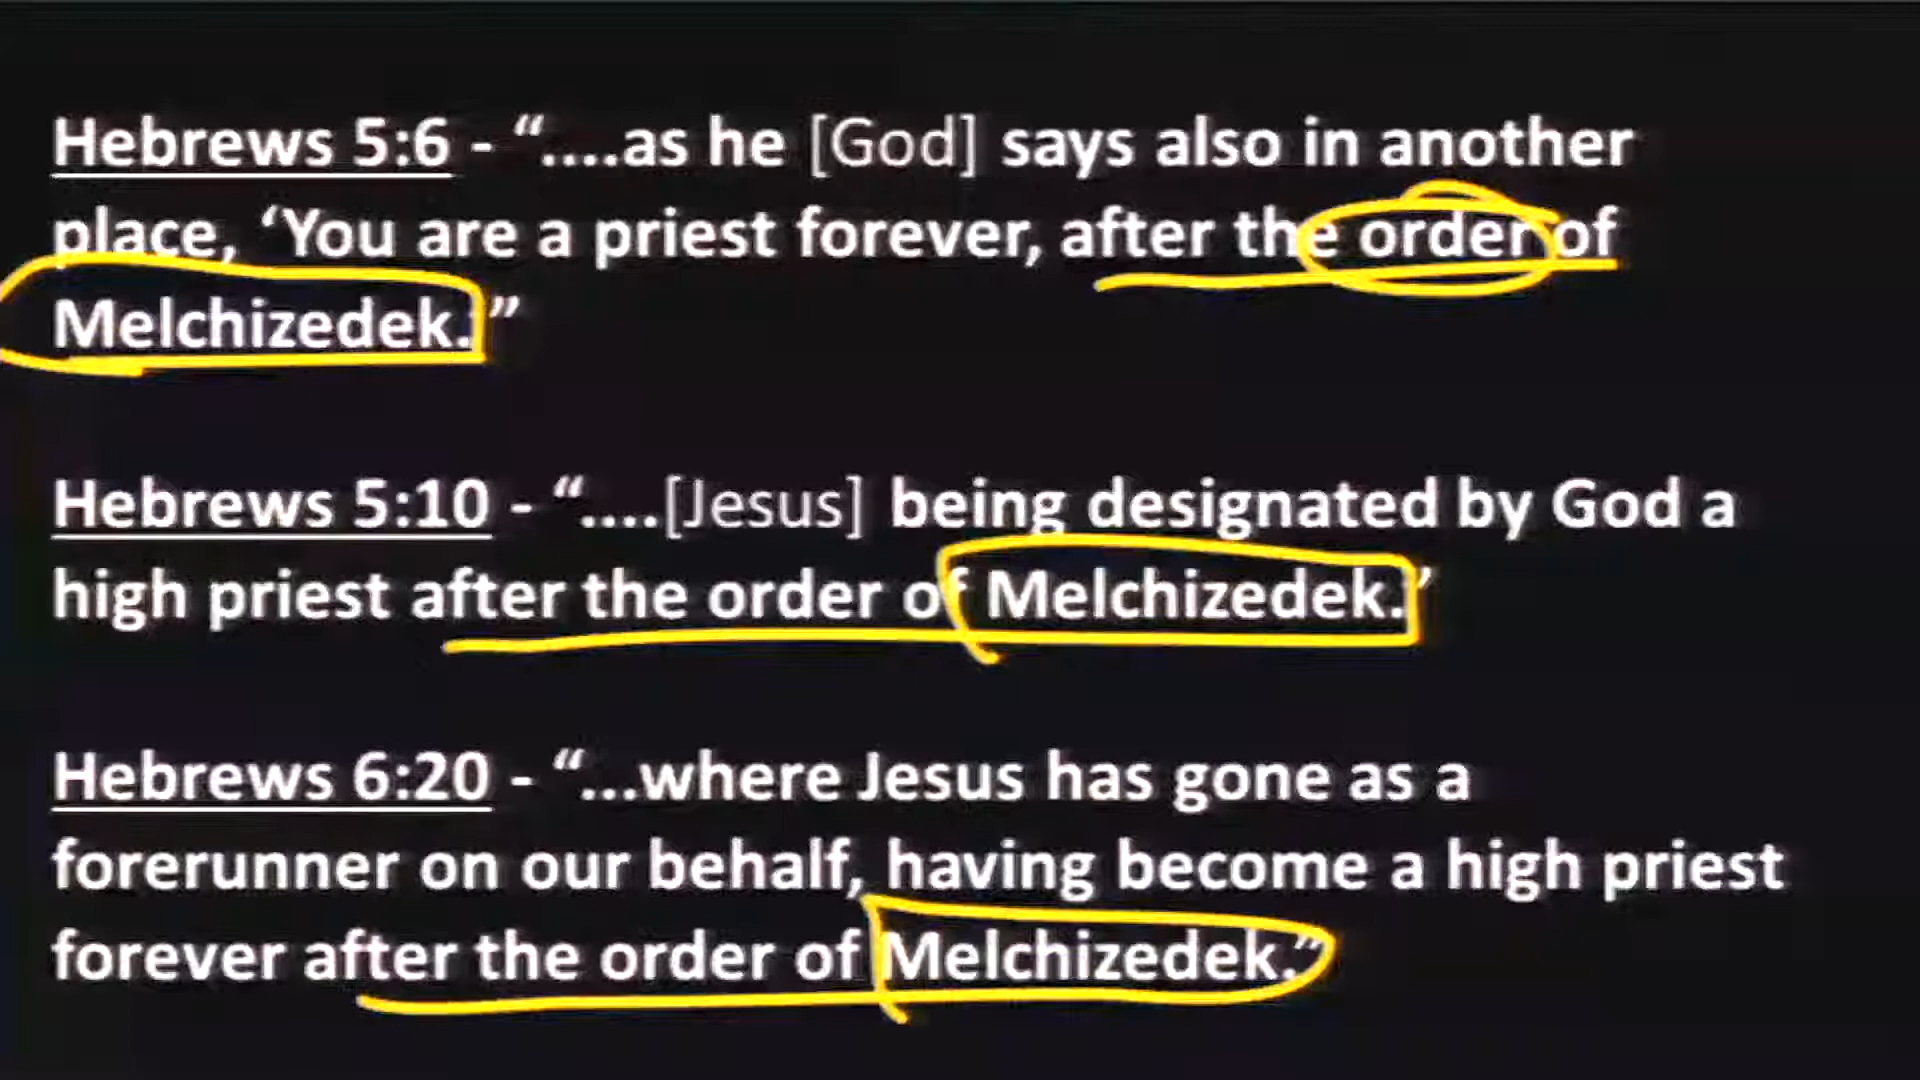 Hebrews 5:6 - “....as he [God] says also in another
place, ‘You are a priest forever, after the order of
Melchizedek.”
Hebrews 5:10 - “....[Jesus] being designated by God a
high priest after the order of Melchizedek.’
Hebrews 6:20 - “...where Jesus has gone as a
forerunner on our behalf, having become a high priest
forever after the order of Melchizedek.”